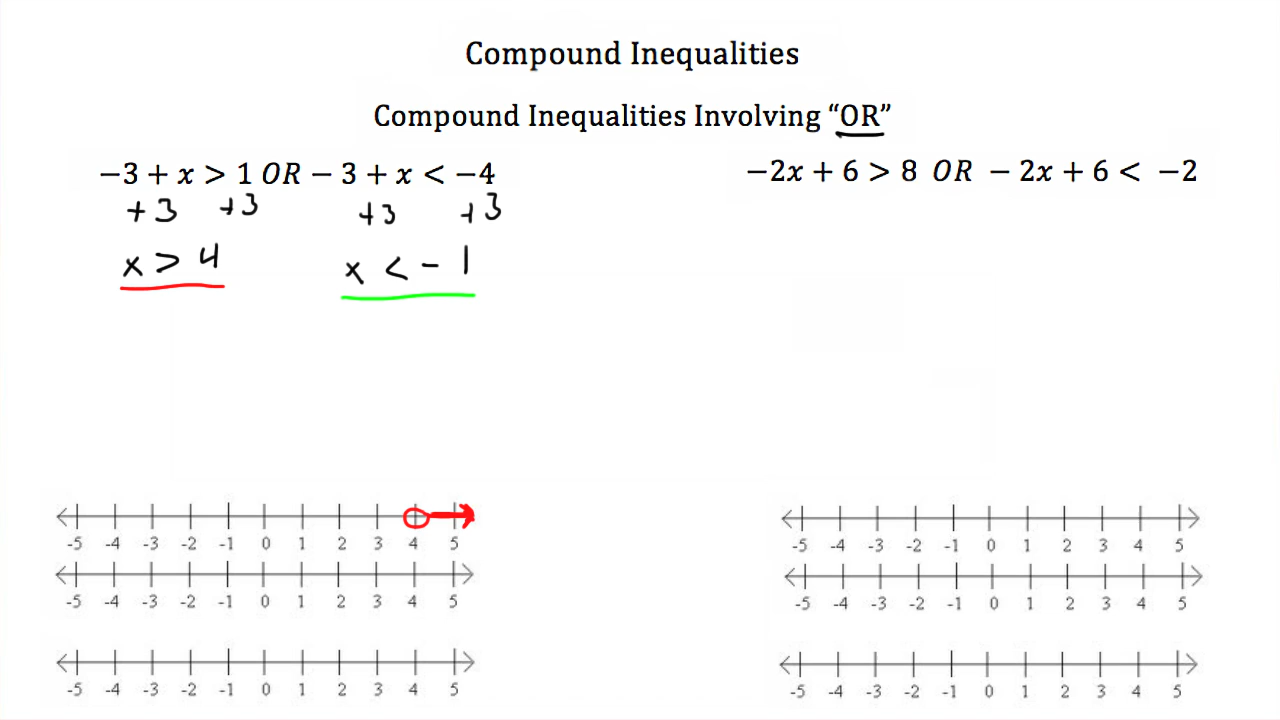 Compound Inequalities
Compound Inequalities Involving “OR”
−3 + x > 1 OR − 3 + x < −4
+3 +3 +3 +3
x > 4 x < - 1
−2x + 6 > 8 OR − 2x + 6 < −2
-5 -4 -3 -2 -1 0 1 2 3 4 5
-5 -4 -3 -2 -1 0 1 2 3 4 5
-5 -4 -3 -2 -1 0 1 2 3 4 5
-5 -4 -3 -2 -1 0 1 2 3 4 5
-5 -4 -3 -2 -1 0 1 2 3 4 5
-5 -4 -3 -2 -1 0 1 2 3 4 5